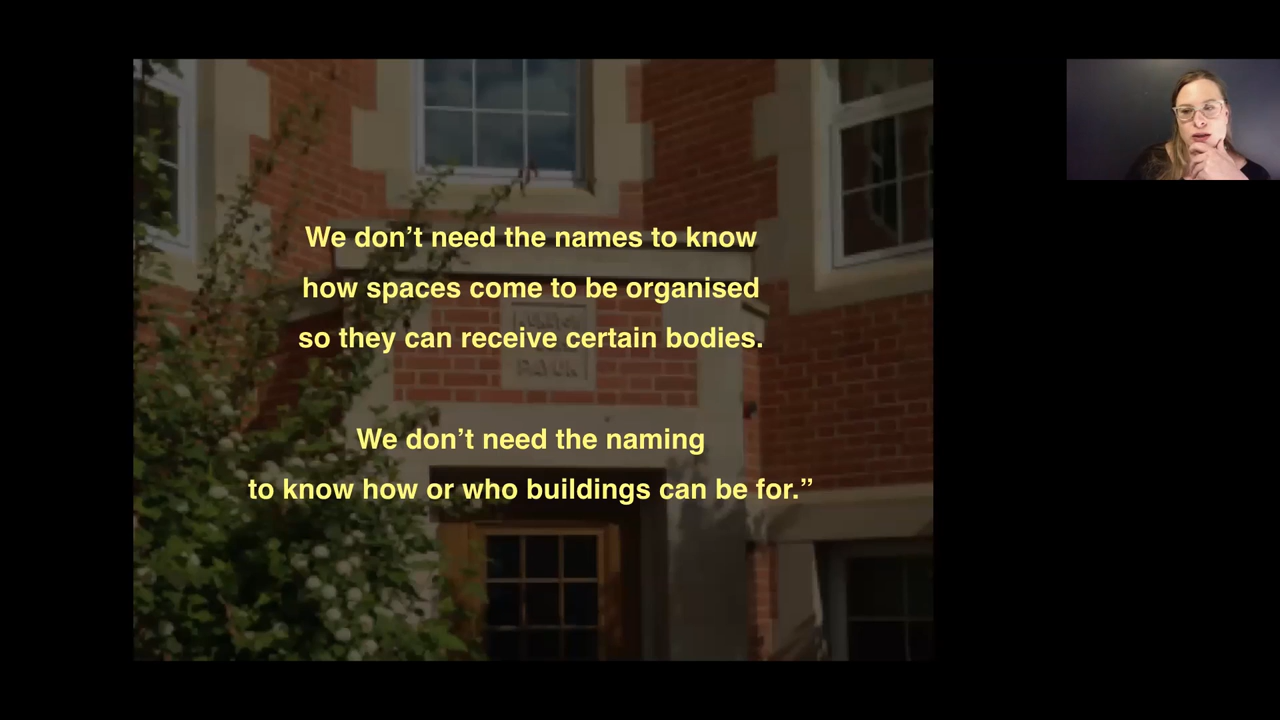 We don’t need the names to know
how spaces come to be organised
so they can receive certain bodies.
We don’t need the naming
to know how or who buildings can be for.”